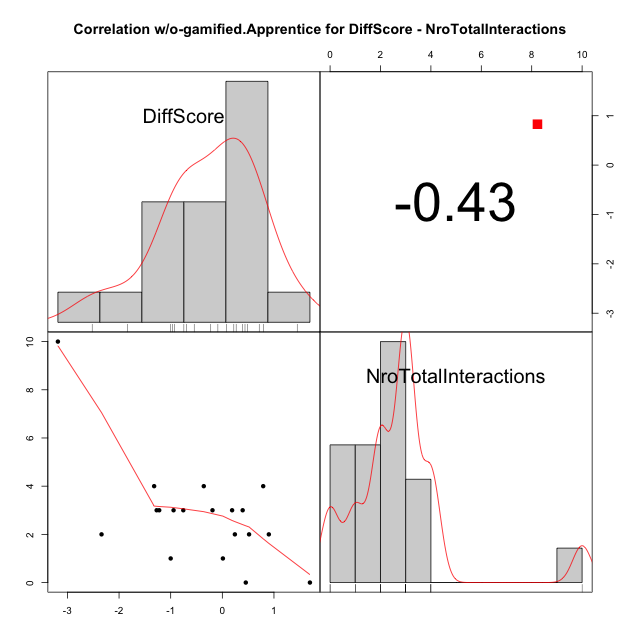 Correlation w/o-gamified.Apprentice for DiffScore - NroTotalInteractions
0 2 4 6 8 10
DiffScore
-0.43
1
0
-1
-2
-3
10
8
6
4
2
0
NroTotalInteractions
-3 -2 -1 0 1